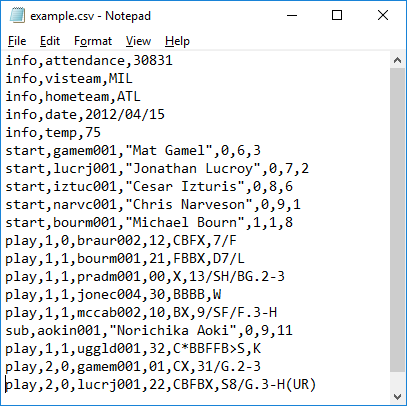 example.csv - Notepad
File Edit Format View Help
info,attendance,30831
info,visteam,MIL
info,hometeam,ATL
info,date,2012/04/15
info,temp,75
start,gamem001,"Mat Gamel",0,6,3
start,lucrj001,"Jonathan Lucroy",0,7,2
start,iztuc001,"Cesar Izturis",0,8,6
start,narvc001,"Chris Narveson",0,9,1
start,bourm001,"Michael Bourn",1,1,8
play,1,0,braur002,12,CBFX,7/F
play,1,1,bourm001,21,FBBX,D7/L
play,1,1,pradm001,00,X,13/SH/BG.2-3
play,1,1,jonec004,30,BBBB,W
play,1,1,mccab002,10,BX,9/SF/F.3-H
sub,aokin001,"Norichika Aoki",0,9,11
play,1,1,uggld001,32,C*BBFFB>S,K
play,2,0,gamem001,01,CX,31/G.2-3
play,2,0,lucrj001,22,CBFBX,S8/G.3-H(UR)